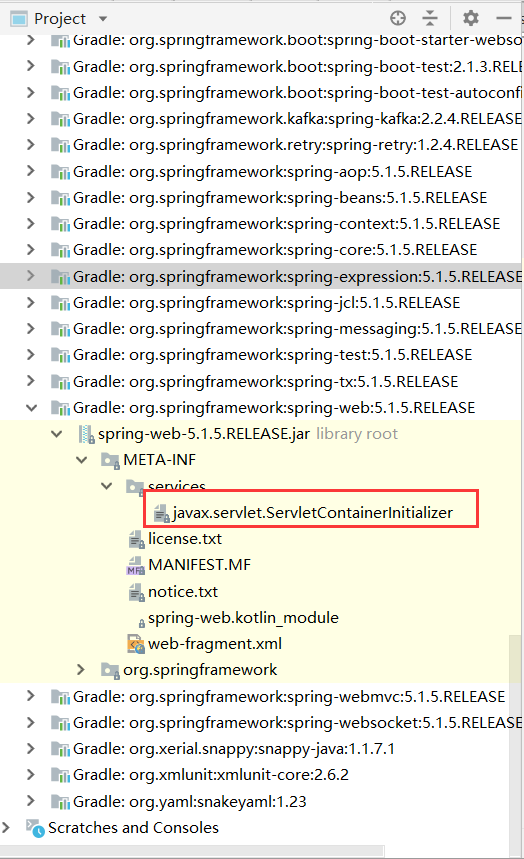 Project
Gradle: org.springframework.boot:spring-boot-starter-webso
Gradle: org.springframework.boot:spring-boot-test:2.1.3.RELE
Gradle: org.springframework.boot:spring-boot-test-autoconfi
Gradle: org.springframework.kafka:spring-kafka:2.2.4.RELEASE
Gradle: org.springframework.retry:spring-retry:1.2.4.RELEASE
Gradle: org.springframework:spring-aop:5.1.5.RELEASE
Gradle: org.springframework:spring-beans:5.1.5.RELEASE
Gradle: org.springframework:spring-context:5.1.5.RELEASE
Gradle: org.springframework:spring-core:5.1.5.RELEASE
Gradle: org.springframework:spring-expression:5.1.5.RELEASE
Gradle: org.springframework:spring-jcl:5.1.5.RELEASE
Gradle: org.springframework:spring-messaging:5.1.5.RELEASE
Gradle: org.springframework:spring-test:5.1.5.RELEASE
Gradle: org.springframework:spring-tx:5.1.5.RELEASE
Gradle: org.springframework:spring-web:5.1.5.RELEASE
spring-web-5.1.5.RELEASE.jar library root
META-INF
services
javax.servlet.ServletContainerInitializer
license.txt
MANIFEST.MF
notice.txt
spring-web.kotlin_module
web-fragment.xml
org.springframework
Gradle: org.springframework:spring-webmvc:5.1.5.RELEASE
Gradle: org.springframework:spring-websocket:5.1.5.RELEASE
Gradle: org.xerial.snappy:snappy-java:1.1.7.1
Gradle: org.xmlunit:xmlunit-core:2.6.2
Gradle: org.yaml:snakeyaml:1.23
Scratches and Consoles